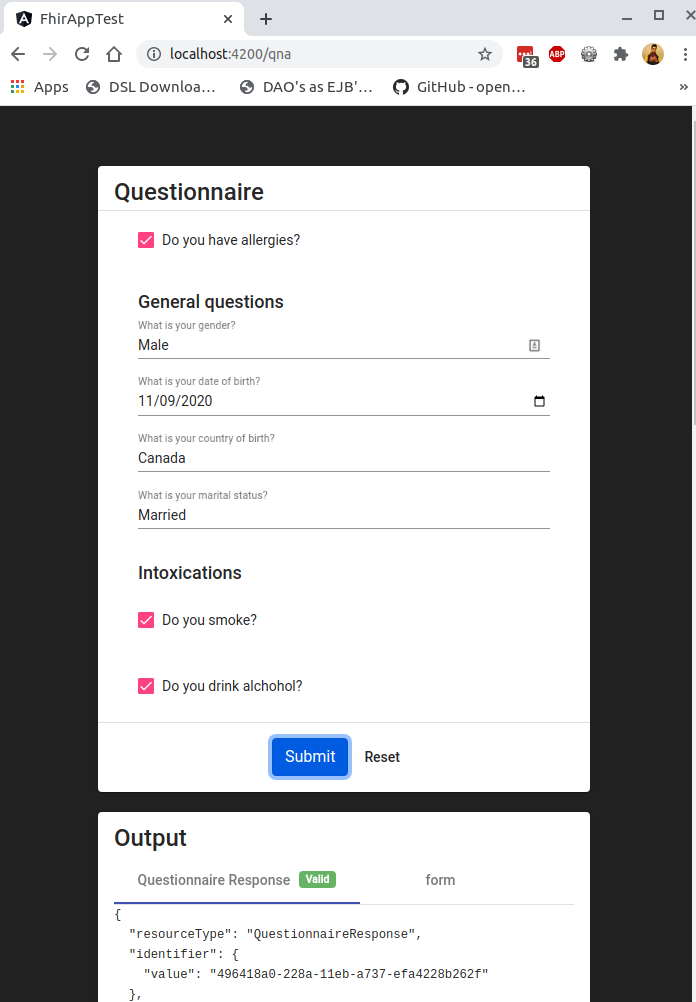 FhirAppTest
localhost:4200/qna
36
ABP
Apps DSL Downloa... DAO's as EJB'... GitHub - open... »
Questionnaire
Do you have allergies?
General questions
What is your gender?
Male
What is your date of birth?
11/09/2020
What is your country of birth?
Canada
What is your marital status?
Married
Intoxications
Do you smoke?
Do you drink alchohol?
Submit Reset
Output
Questionnaire Response Valid form
{
"resourceType": "QuestionnaireResponse",
"identifier": {
"value": "496418a0-228a-11eb-a737-efa4228b262f"
},